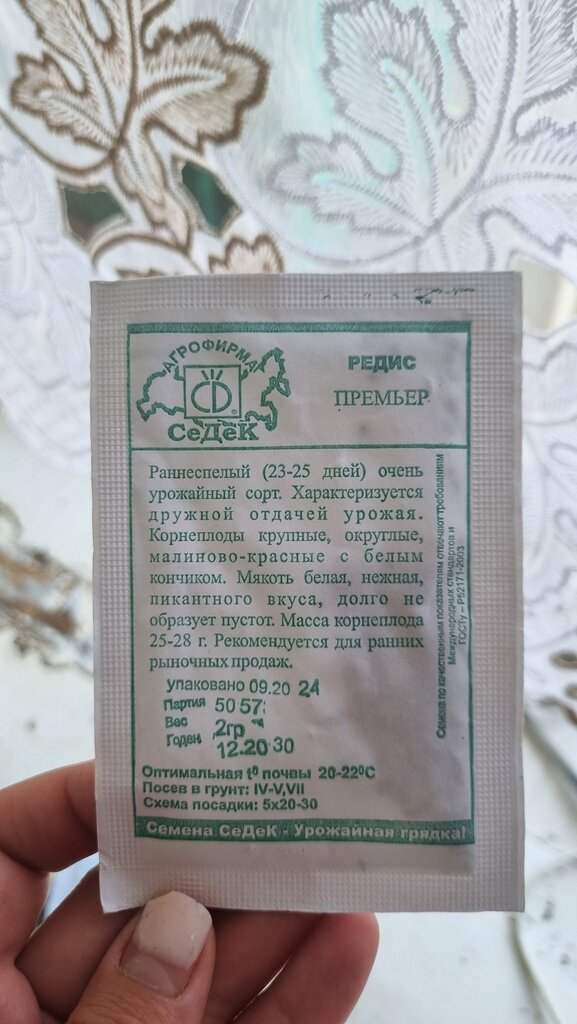 АГРОФИРМА
СеДеК
РЕДИС
ПРЕМЬЕР
Раннеспелый (23-25 дней) очень
урожайный сорт. Характеризуется
дружной отдачей урожая.
Корнеплоды крупные, округлые,
малиново-красные с белым
кончиком. Мякоть белая, нежная,
пикантного вкуса, долго не
образует пустот. Масса корнеплода
25-28 г. Рекомендуется для ранних
рыночных продаж.
Семена по качественным показателям отвечают требованиям
Международных стандартов и
ГОСТу – Р52171-2003
Упаковано 09.20 24
Партия 50 57
Вес 2гр
Годен 12.20 30
Оптимальная t⁰ почвы 20-22⁰С
Посев в грунт: IV-V,VII
Схема посадки: 5х20-30
Семена СеДеК - Урожайная грядка!